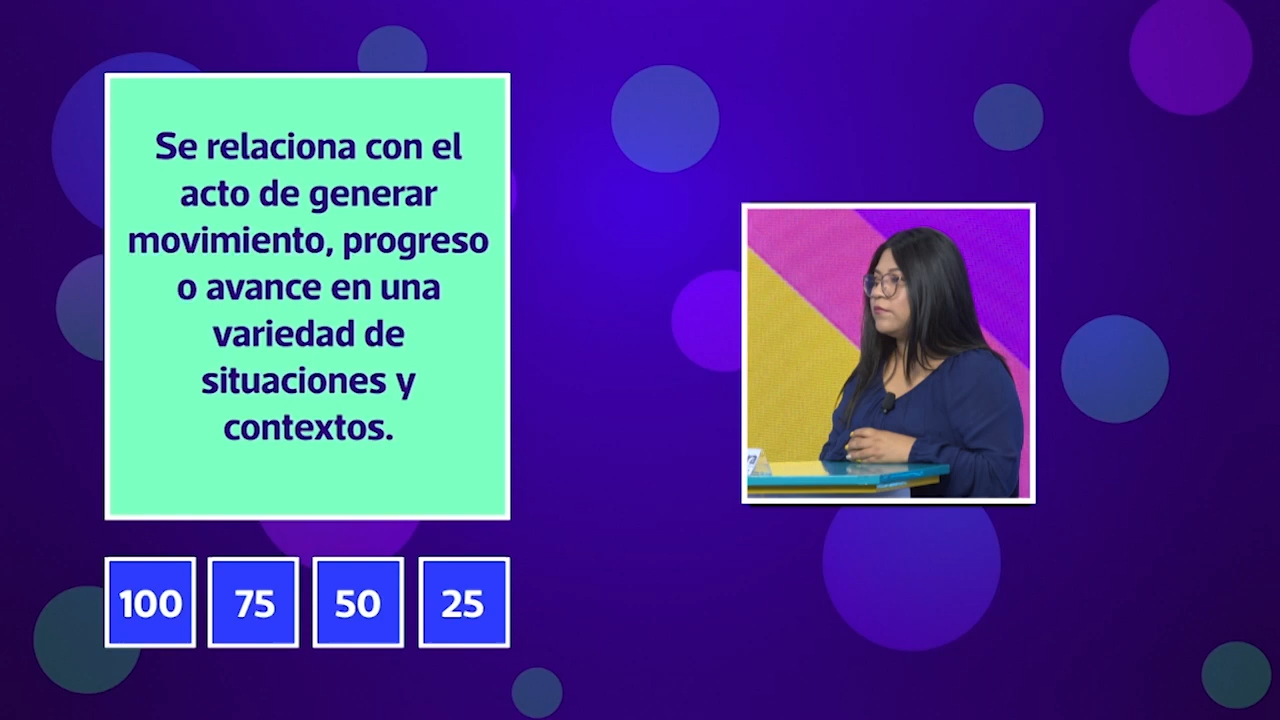 Se relaciona con el
acto de generar
movimiento, progreso
o avance en una
variedad de
situaciones y
contextos.
100 75 50 25